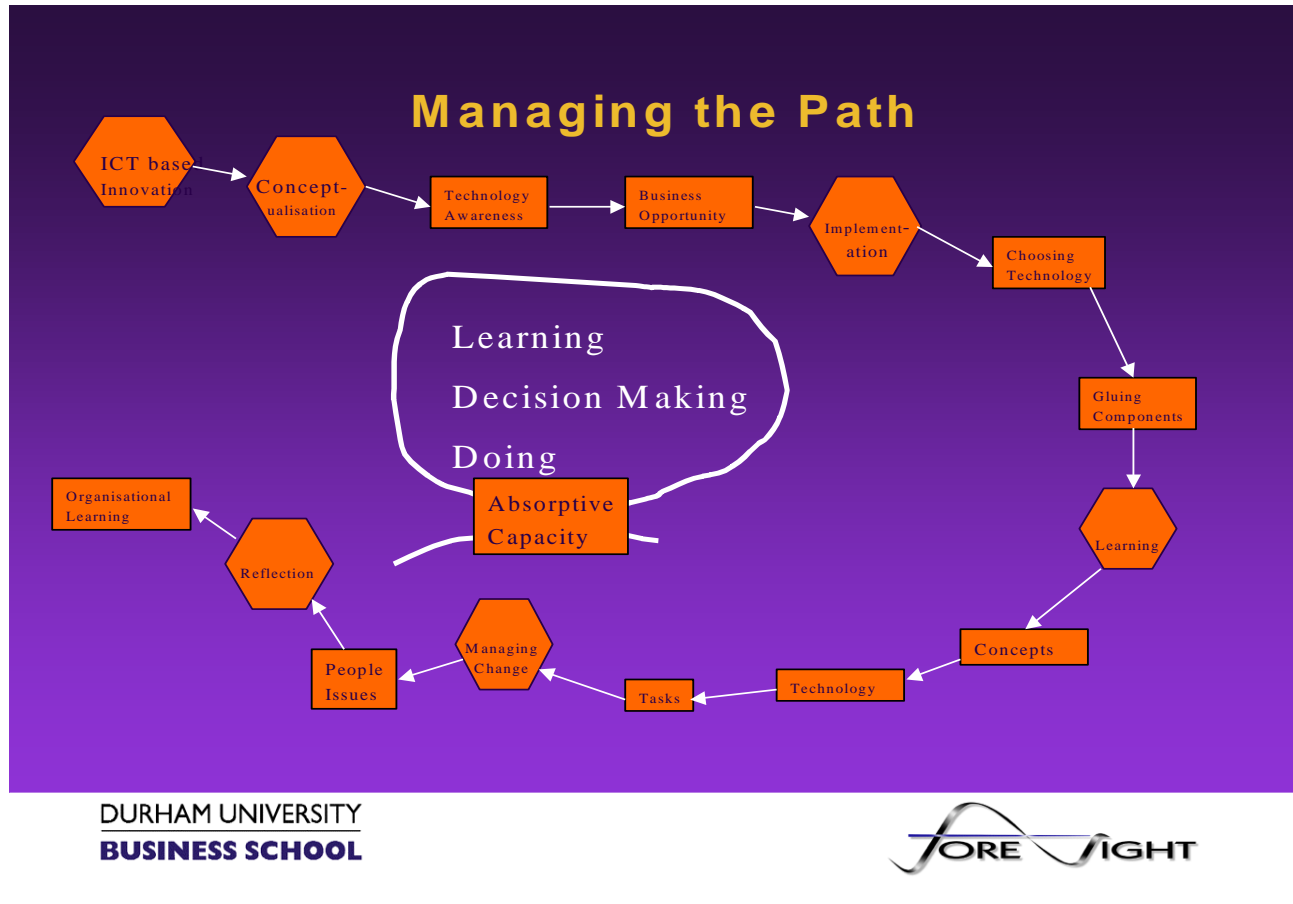 Managing the Path
ICT based
Innovation
Concept-
ualisation
Technology
Awareness
Business
Opportunity
Implement-
ation
Choosing
Technology
Gluing
Components
Learning
Concepts
Technology
Tasks
Managing
Change
People
Issues
Reflection
Organisational
Learning
Learning
Decision Making
Doing
Absorptive
Capacity
DURHAM UNIVERSITY
BUSINESS SCHOOL
FORESIGHT